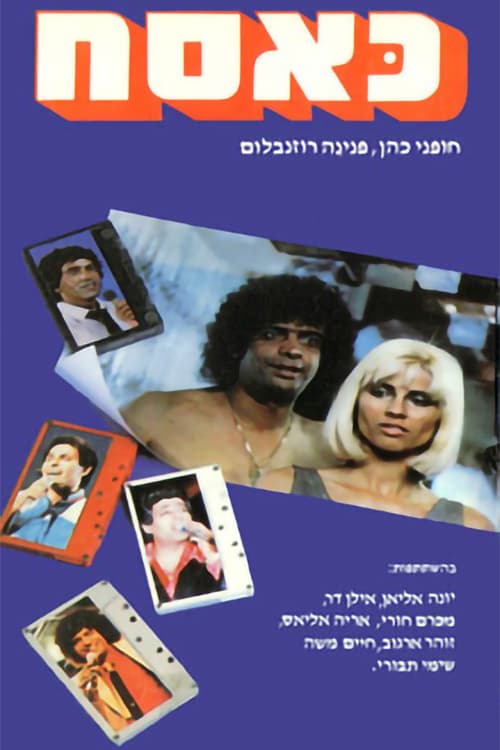 כאסח
חופני כהן, פנינה רוזנבלום
בהשתתפות:
יונה אליאן, אילן דר,
מכרם חורי, אריה אליאס,
זוהר ארגוב, חיים משה
שימי תבורי.